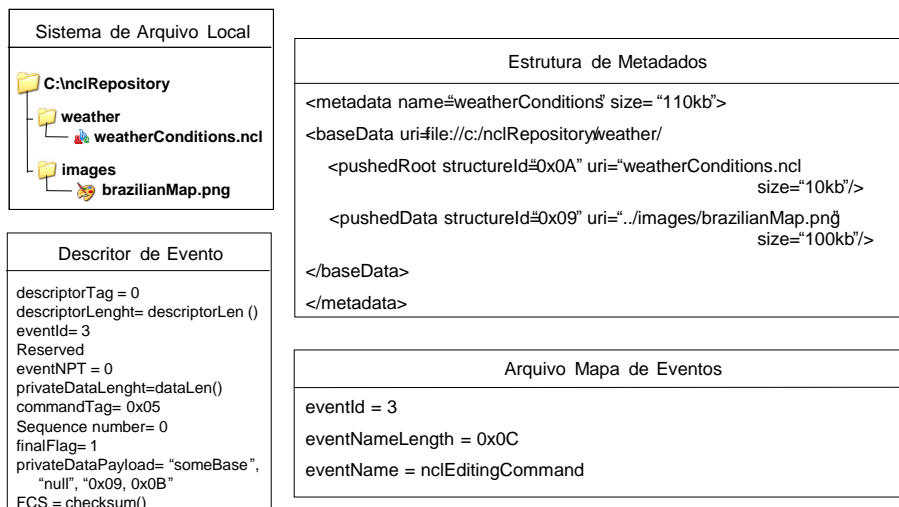 Sistema de Arquivo Local
C:\nclRepository
weather
weatherConditions.ncl
images
brazilianMap.png
Descritor de Evento
descriptorTag = 0
descriptorLenght= descriptorLen ()
eventId= 3
Reserved
eventNPT = 0
privateDataLenght=dataLen()
commandTag= 0x05
Sequence number= 0
finalFlag= 1
privateDataPayload= “someBase”,
“null”, “0x09, 0x0B”
FCS = checksum()
Estrutura de Metadados
<metadata name=“weatherConditions” size= “110kb”>
<baseData uri=“file://c:/nclRepository/weather/
<pushedRoot structureId=“0x0A” uri=“weatherConditions.ncl
size=“10kb”/>
<pushedData structureId=“0x09” uri=“../images/brazilianMap.png”
size=“100kb”/>
</baseData>
</metadata>
Arquivo Mapa de Eventos
eventId = 3
eventNameLength = 0x0C
eventName = nclEditingCommand